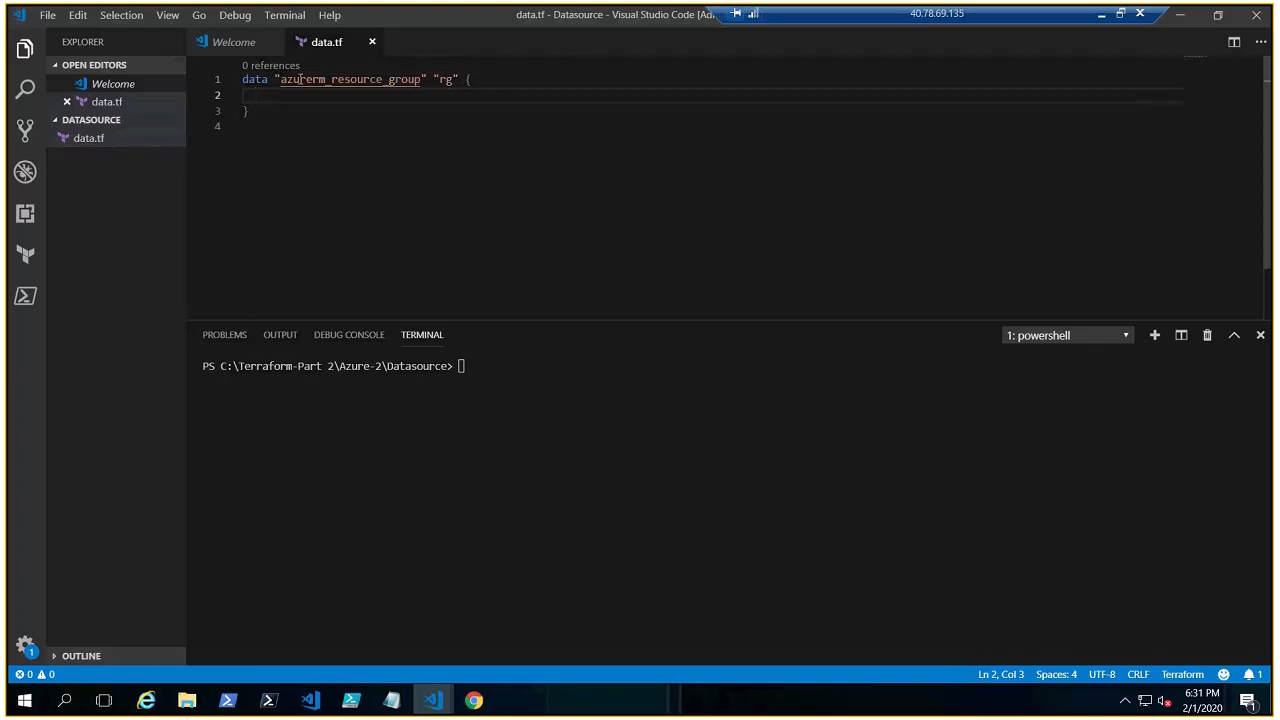 File Edit Selection View Go Debug Terminal Help
data.tf - Datasource - Visual Studio Code [Ad
40.78.69.135
EXPLORER
Welcome
data.tf
OPEN EDITORS
Welcome
data.tf
DATASOURCE
data.tf
0 references
1 data "azurerm_resource_group" "rg" {
2
3 }
4
PROBLEMS OUTPUT DEBUG CONSOLE TERMINAL
1: powershell
PS C:\Terraform-Part 2\Azure-2\Datasource>
OUTLINE
1
0 0
Ln 2, Col 3 Spaces: 4 UTF-8 CRLF Terraform 1
6:31 PM
2/1/2020
1